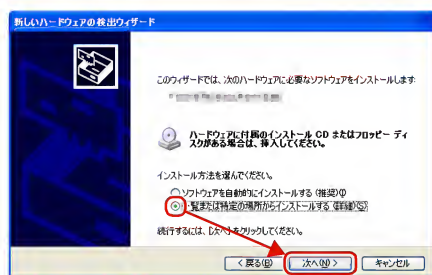 新しいハードウェアの検出ウィザード
このウィザードでは、次のハードウェアに必要なソフトウェアをインストールします:
ハードウェアに付属のインストール CD またはフロッピー ディ
スクがある場合は、挿入してください。
インストール方法を選んでください。
ソフトウェアを自動的にインストールする (推奨)(I)
一覧または特定の場所からインストールする (詳細)(S)
続行するには、[次へ] をクリックしてください。
< 戻る(B)
次へ(N) >
キャンセル